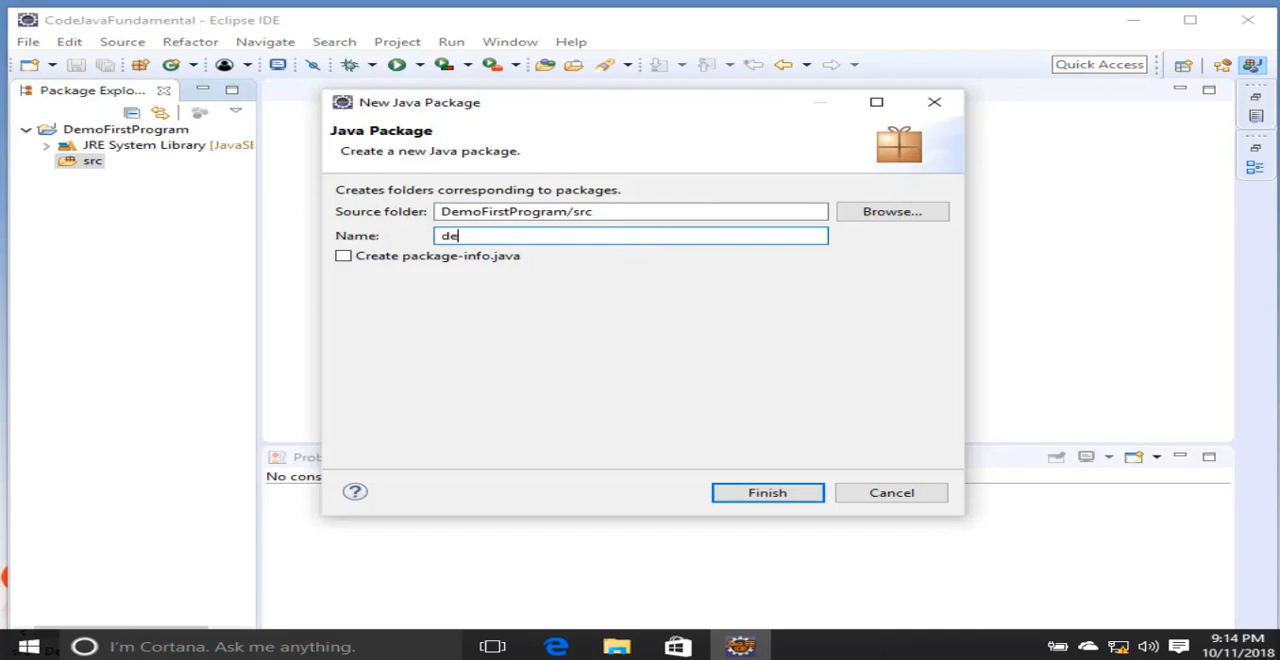 CodeJavaFundamental - Eclipse IDE
File Edit Source Refactor Navigate Search Project Run Window Help
Quick Access
Package Explo...
DemoFirstProgram
JRE System Library [JavaSE
src
New Java Package
Java Package
Create a new Java package.
Creates folders corresponding to packages.
Source folder: DemoFirstProgram/src Browse...
Name: de
Create package-info.java
Prob
No cons
Finish Cancel
I'm Cortana. Ask me anything.
9:14 PM
10/11/2018